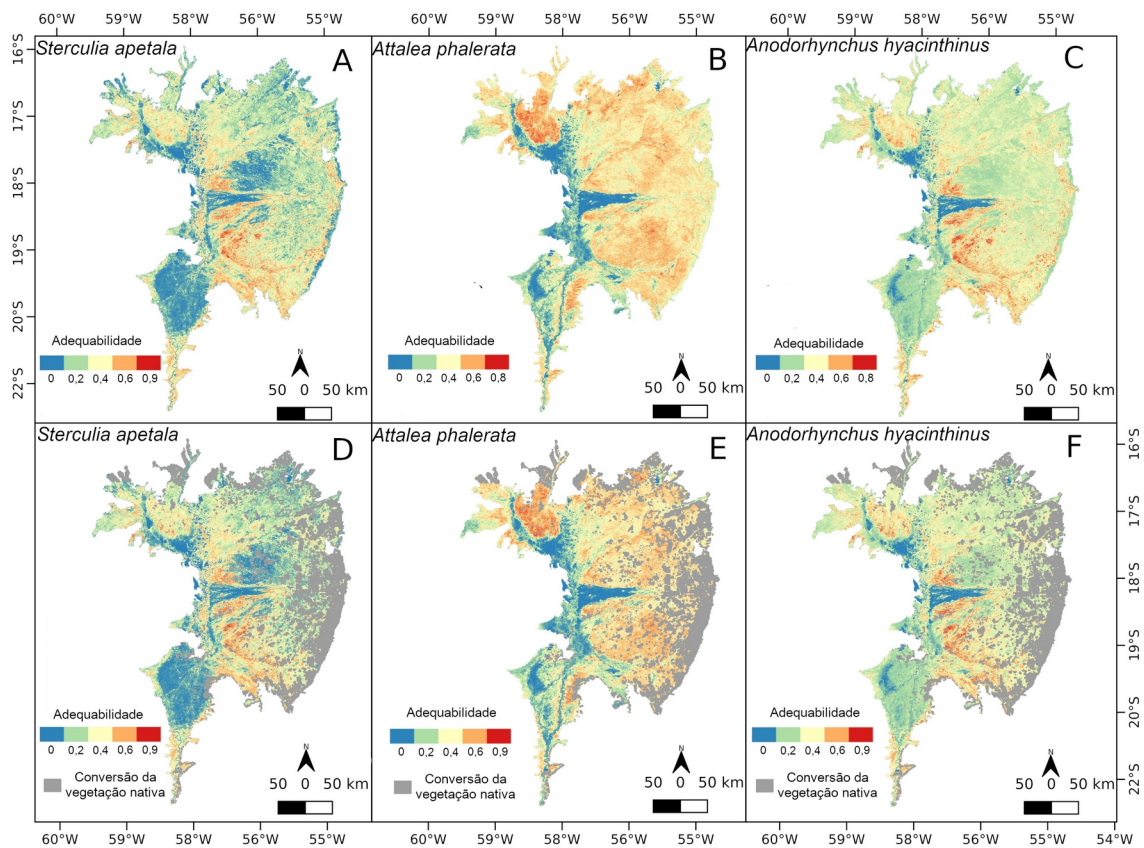 60°W 59°W 58°W 57°W 56°W 55°W 60°W 59°W 58°W 57°W 56°W 55°W 59°W 58°W 57°W 56°W 55°W 54°W
16°S
17°S
18°S
19°S
20°S
22°S
Sterculia apetala
A
Adequabilidade
0 0,2 0,4 0,6 0,9
N
50 0 50 km
Attalea phalerata
B
Adequabilidade
0 0,2 0,4 0,6 0,8
N
50 0 50 km
Anodorhynchus hyacinthinus
C
Adequabilidade
0 0,2 0,4 0,6 0,8
N
50 0 50 km
Sterculia apetala
D
Adequabilidade
0 0,2 0,4 0,6 0,9
Conversão da
vegetação nativa
N
50 0 50 km
Attalea phalerata
E
Adequabilidade
0 0,2 0,4 0,6 0,9
Conversão da
vegetação nativa
N
50 0 50 km
Anodorhynchus hyacinthinus
F
Adequabilidade
0 0,2 0,4 0,6 0,9
Conversão da
vegetação nativa
N
50 0 50 km
16°S
17°S
18°S
19°S
20°S
22°S
60°W 59°W 58°W 57°W 56°W 55°W 60°W 59°W 58°W 57°W 56°W 55°W 59°W 58°W 57°W 56°W 55°W 54°W